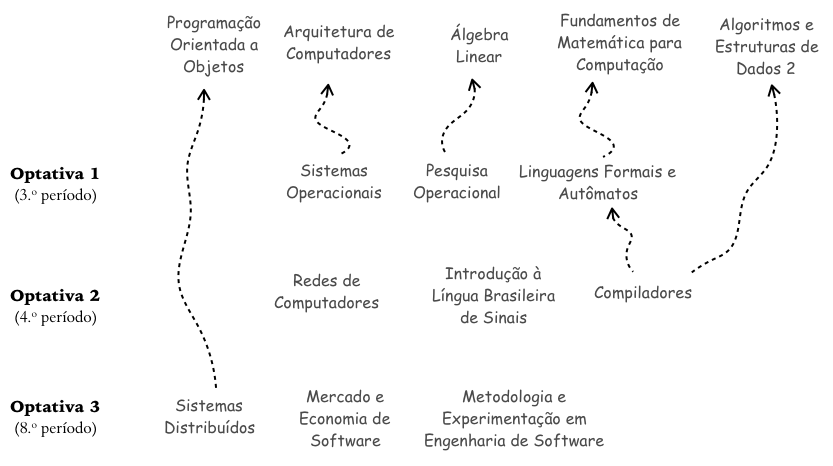 Programação
Orientada a
Objetos
Arquitetura de
Computadores
Álgebra
Linear
Fundamentos de
Matemática para
Computação
Algoritmos e
Estruturas de
Dados 2
Optativa 1
(3.º período)
Sistemas
Operacionais
Pesquisa
Operacional
Linguagens Formais e
Autômatos
Optativa 2
(4.º período)
Redes de
Computadores
Introdução à
Língua Brasileira
de Sinais
Compiladores
Optativa 3
(8.º período)
Sistemas
Distribuídos
Mercado e
Economia de
Software
Metodologia e
Experimentação em
Engenharia de Software